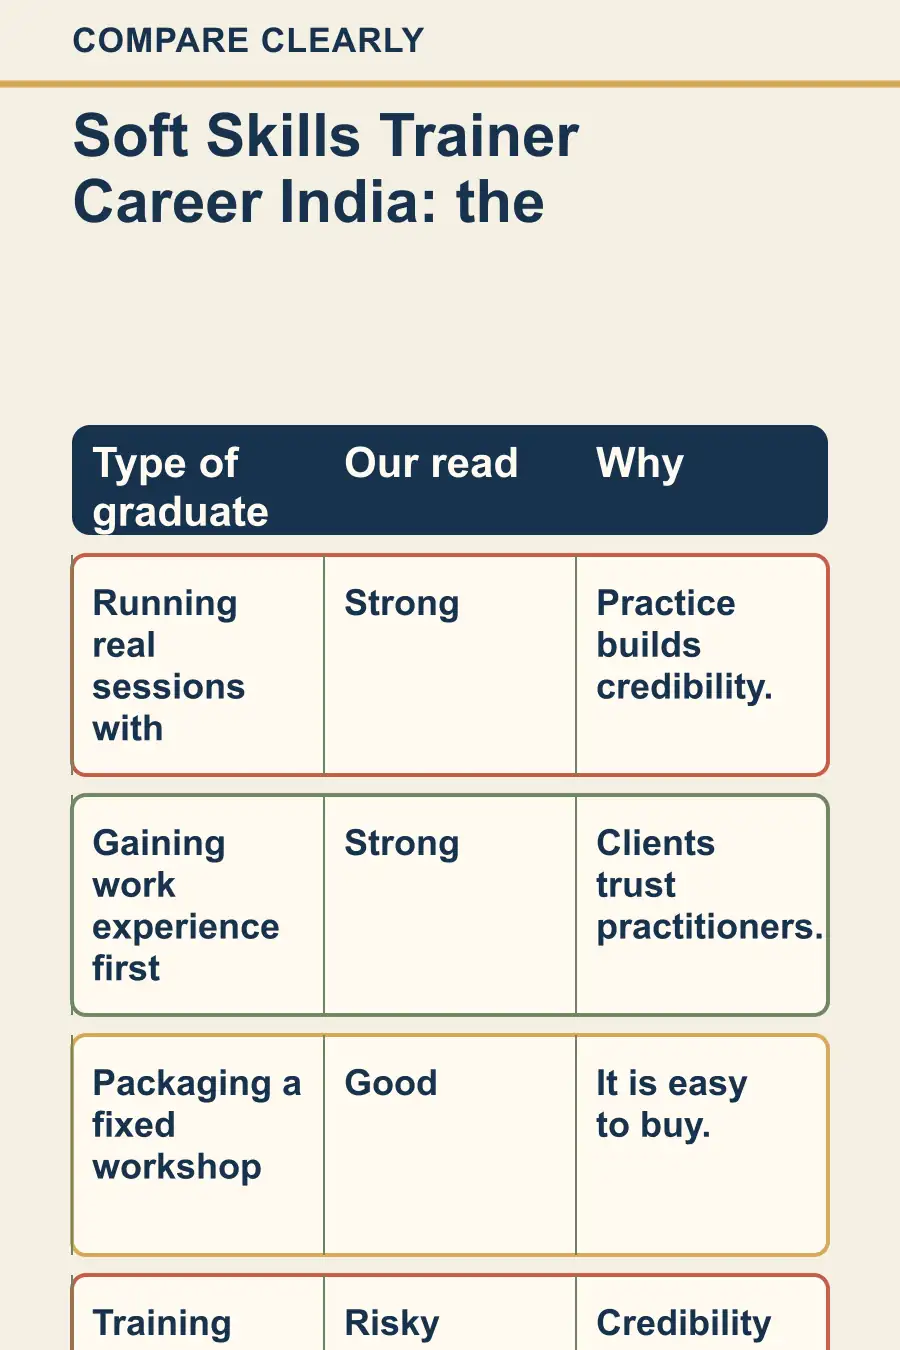 COMPARE CLEARLY
Soft Skills Trainer
Career India: the
Type of graduate
Our read
Why
Running
real
sessions
with
Strong
Practice
builds
credibility.
Gaining
work
experience
first
Strong
Clients
trust
practitioners.
Packaging a
fixed
workshop
Good
It is easy
to buy.
Training
Risky
Credibility